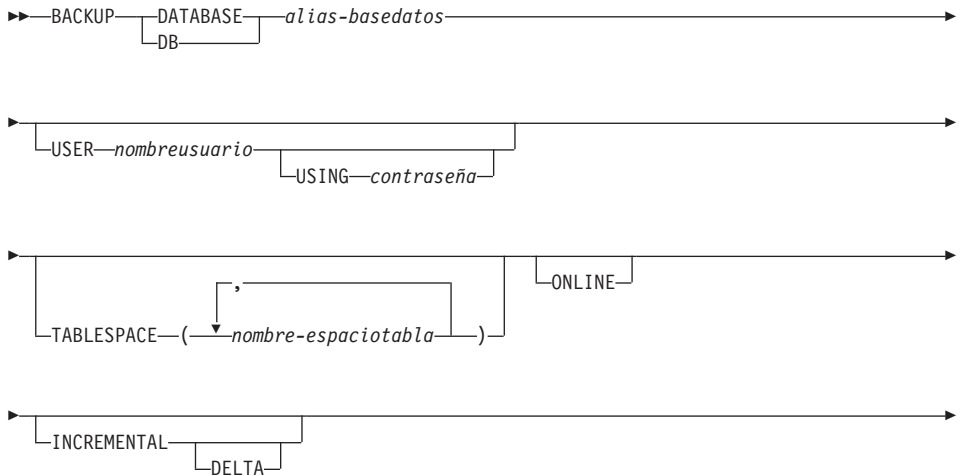 BACKUP DATABASE alias-basedatos
DB
USER nombreusuario
USING contraseña
,
ONLINE
TABLESPACE ( nombre-espaciotabla )
INCREMENTAL
DELTA